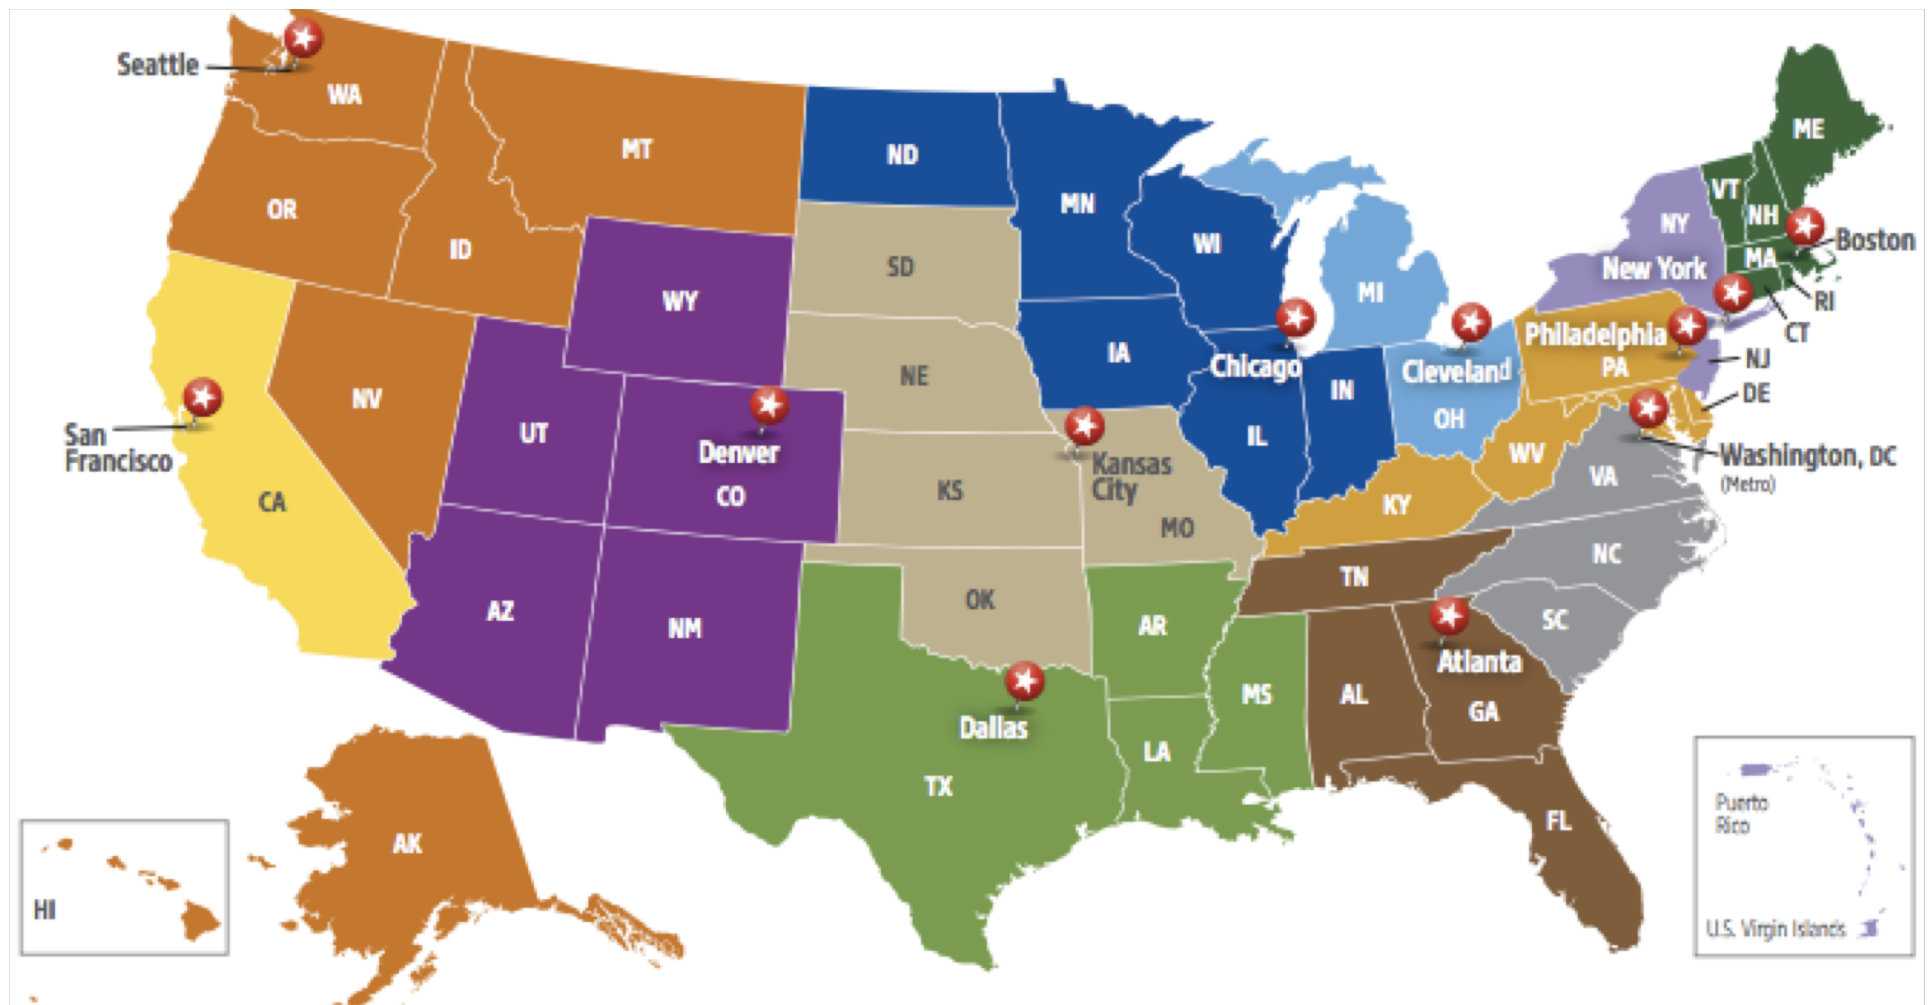 Seattle
WA
MT
ND
MN
ME
VT
NH
NY
OR
ID
WI
Boston
MA
New York
SD
MI
RI
WY
CT
Philadelphia
PA
NJ
IA
Chicago
Cleveland
DE
NE
IN
OH
NV
UT
San
Francisco
Denver
IL
WV
Washington, DC
(Metro)
Kansas
City
VA
CA
CO
KS
KY
MO
NC
TN
AZ
NM
OK
AR
SC
Atlanta
MS
AL
GA
Dallas
LA
TX
Puerto
Rico
FL
AK
HI
U.S. Virgin Islands